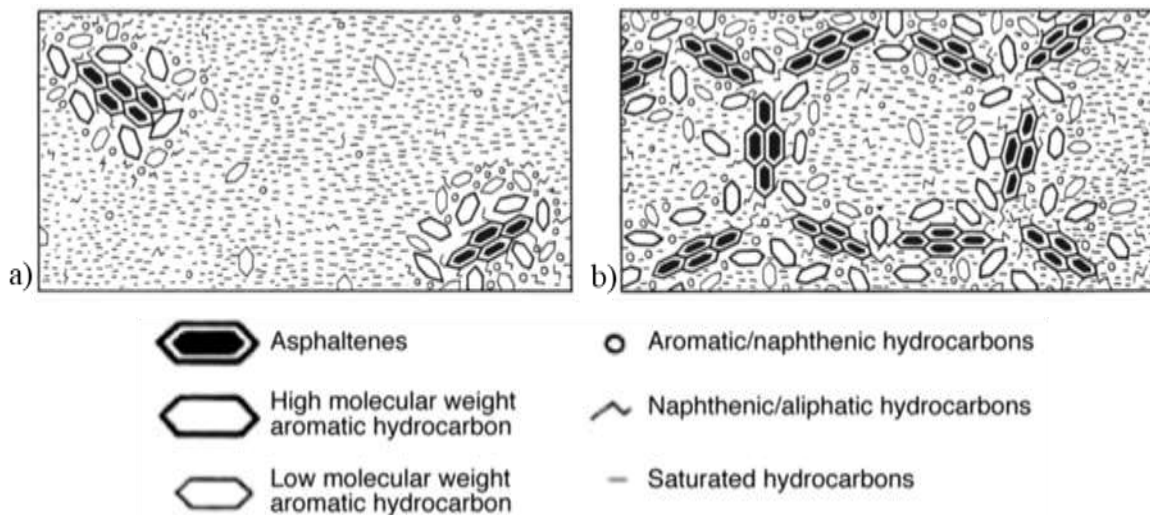 a)
b)
Asphaltenes
High molecular weight
aromatic hydrocarbon
Low molecular weight
aromatic hydrocarbon
Aromatic/naphthenic hydrocarbons
Naphthenic/aliphatic hydrocarbons
Saturated hydrocarbons